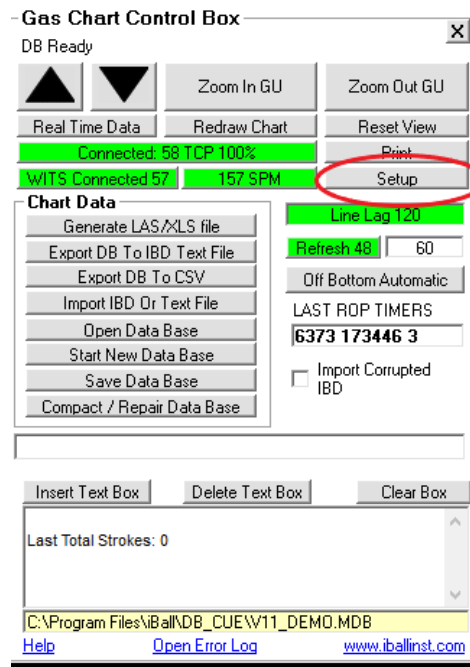 Gas Chart Control Box
X
DB Ready
Zoom In GU
Zoom Out GU
Real Time Data
Redraw Chart
Reset View
Connected: 58 TCP 100%
Print
WITS Connected 57
157 SPM
Setup
Chart Data
Generate LAS/XLS file
Export DB To IBD Text File
Export DB To CSV
Import IBD Or Text File
Open Data Base
Start New Data Base
Save Data Base
Compact / Repair Data Base
Line Lag 120
Refresh 48
60
Off Bottom Automatic
LAST ROP TIMERS
6373 173446 3
Import Corrupted
IBD
Insert Text Box
Delete Text Box
Clear Box
Last Total Strokes: 0
C:\Program Files\iBall\DB_CUE\V11_DEMO.MDB
Help
Open Error Log
www.iballinst.com